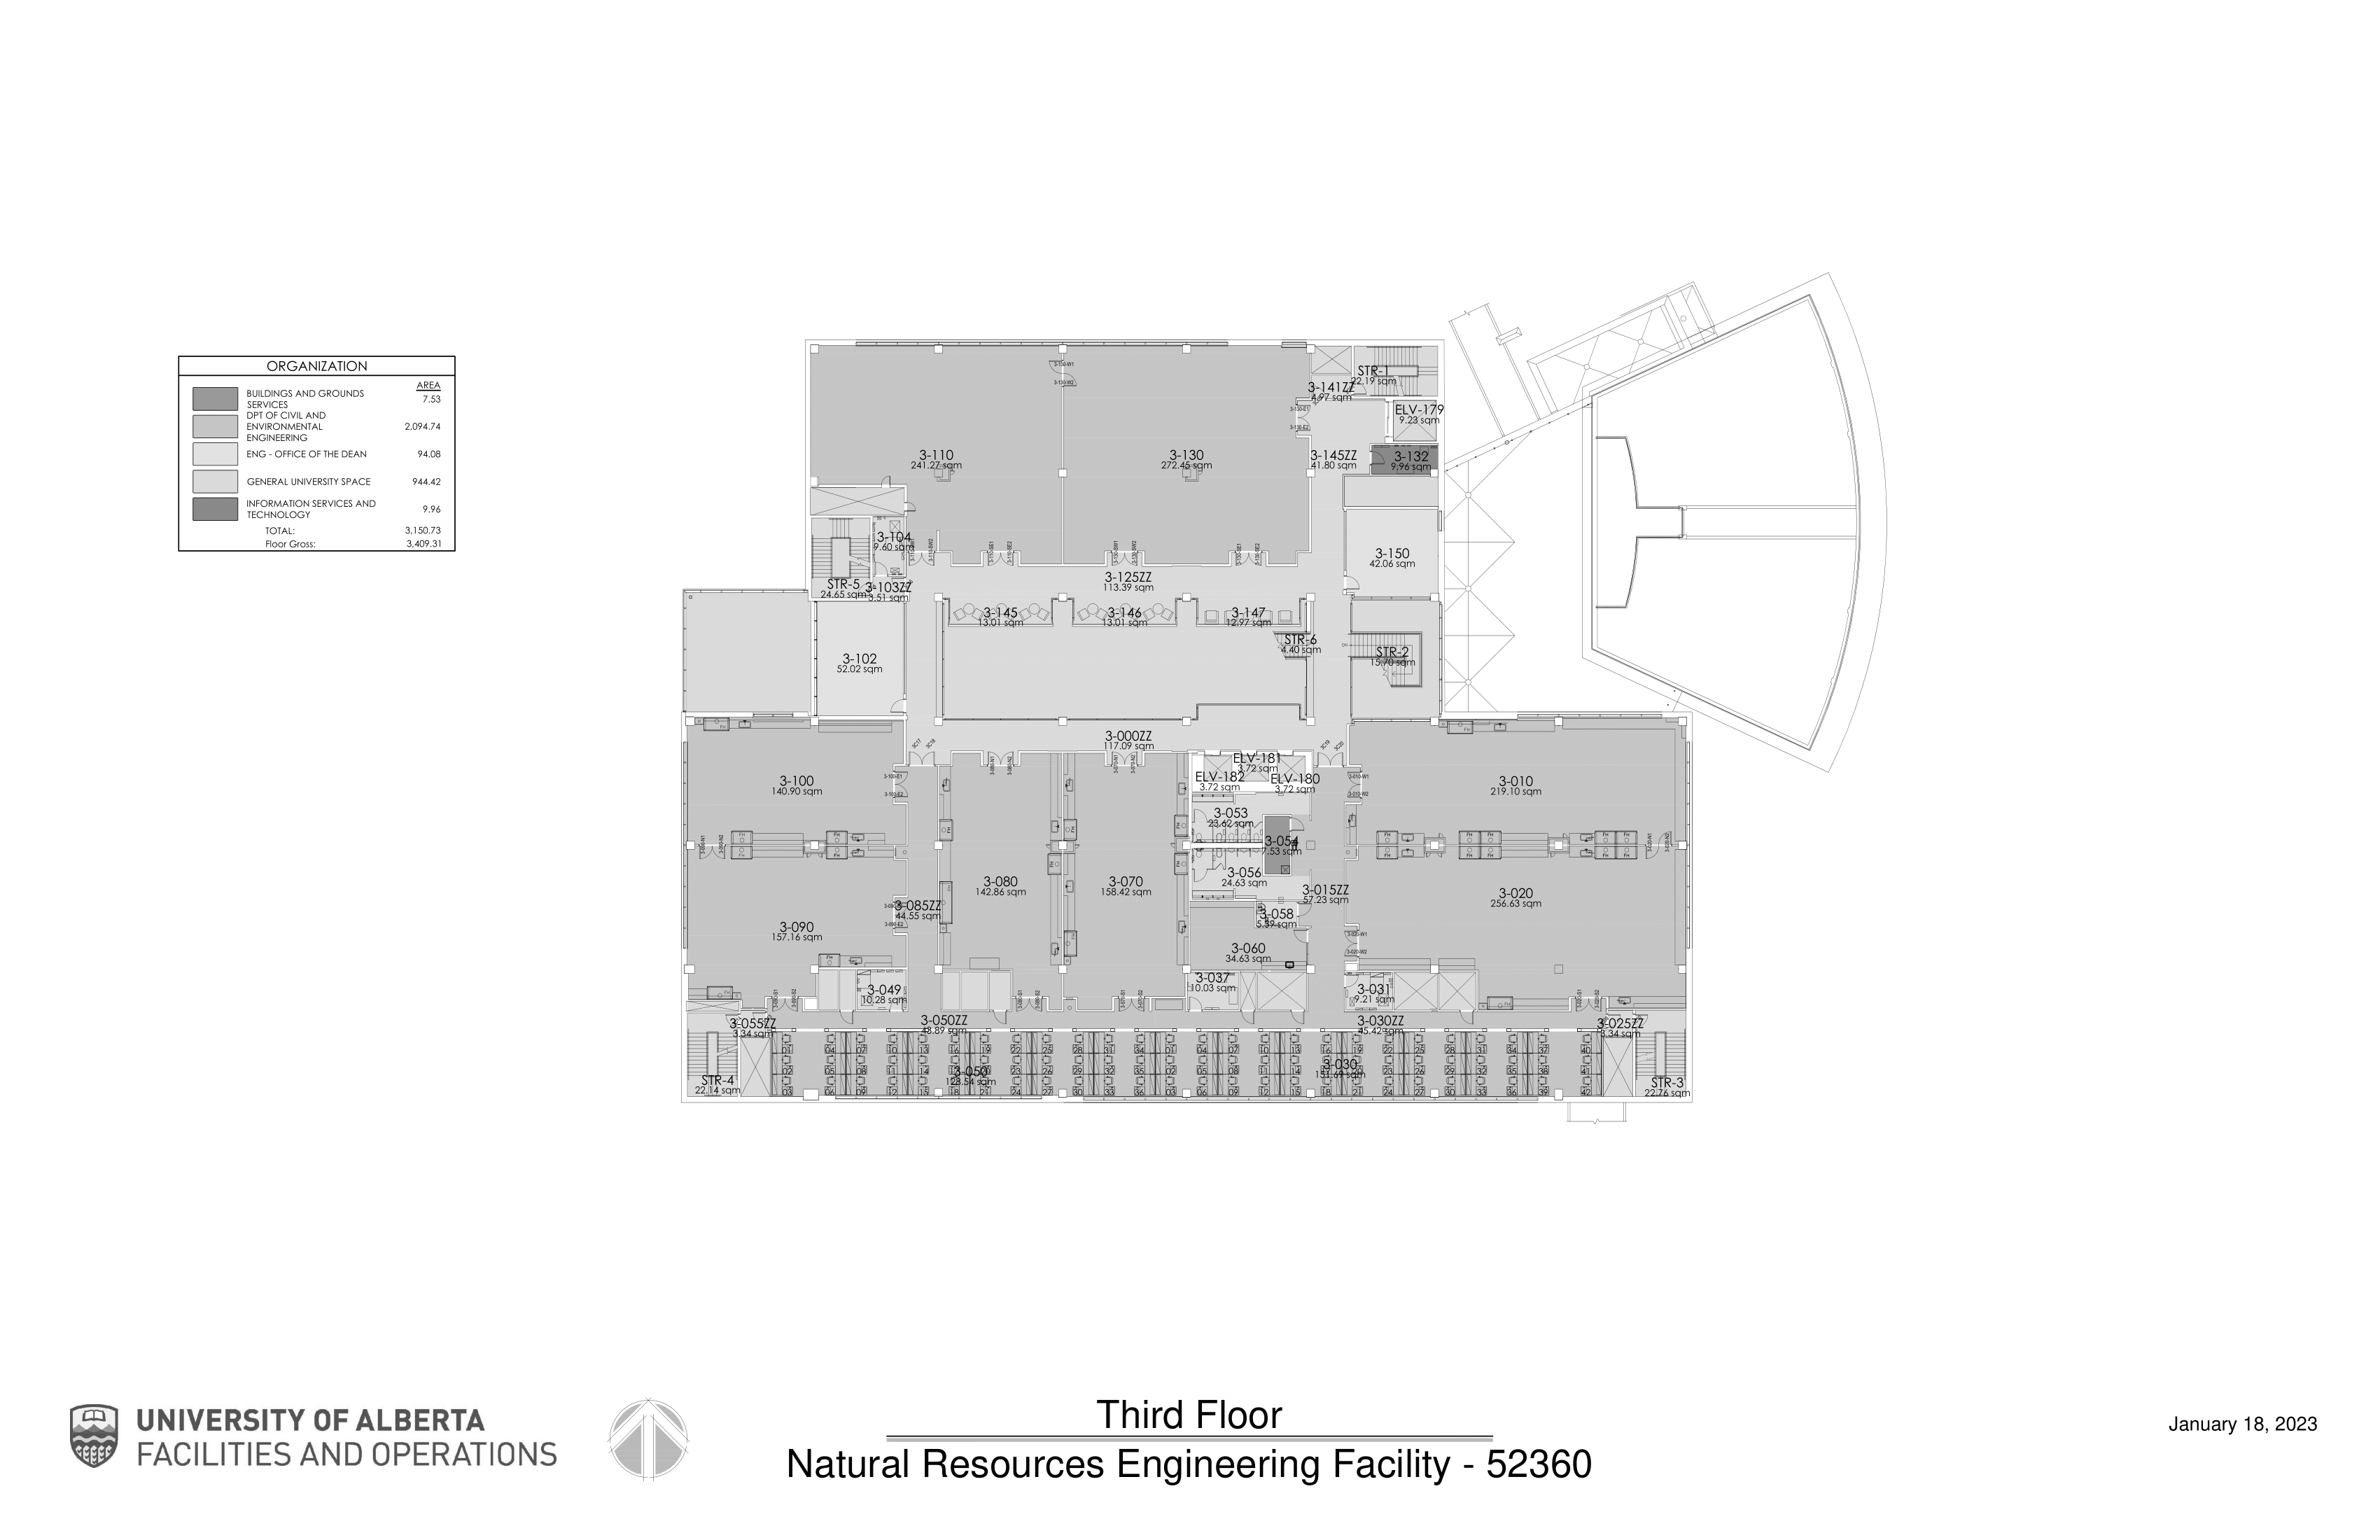 ORGANIZATION
AREA
BUILDINGS AND GROUNDS
SERVICES
7.53
DPT OF CIVIL AND
ENVIRONMENTAL
ENGINEERING
2,094.74
ENG - OFFICE OF THE DEAN
94.08
GENERAL UNIVERSITY SPACE
944.42
INFORMATION SERVICES AND
TECHNOLOGY
9.96
TOTAL:
3,150.73
Floor Gross:
3,409.31
STR-1
22.19 sqm
3-141ZZ
4.97 sqm
ELV-179
9.23 sqm
3-110
241.27 sqm
3-130
272.45 sqm
3-145ZZ
41.80 sqm
3-132
9.96 sqm
3-104
9.60 sqm
3-150
42.06 sqm
STR-5
24.65 sqm
3-103ZZ
3.51 sqm
3-125ZZ
113.39 sqm
3-145
13.01 sqm
3-146
13.01 sqm
3-147
12.97 sqm
STR-6
4.40 sqm
STR-2
15.70 sqm
3-102
52.02 sqm
3-000ZZ
117.09 sqm
ELV-181
3.72 sqm
ELV-182
3.72 sqm
ELV-180
3.72 sqm
3-100
140.90 sqm
3-010
219.10 sqm
3-053
23.62 sqm
3-054
7.53 sqm
3-056
24.63 sqm
3-080
142.86 sqm
3-070
158.42 sqm
3-015ZZ
57.23 sqm
3-020
256.63 sqm
3-085ZZ
44.55 sqm
3-058
5.59 sqm
3-090
157.16 sqm
3-060
34.63 sqm
3-049
10.28 sqm
3-037
10.03 sqm
3-031
9.21 sqm
3-055ZZ
3.34 sqm
3-050ZZ
43.89 sqm
3-030ZZ
45.42 sqm
3-025ZZ
3.34 sqm
3-050
128.54 sqm
3-030
151.69 sqm
STR-4
22.14 sqm
STR-3
22.76 sqm
UNIVERSITY OF ALBERTA
FACILITIES AND OPERATIONS
Third Floor
Natural Resources Engineering Facility - 52360
January 18, 2023